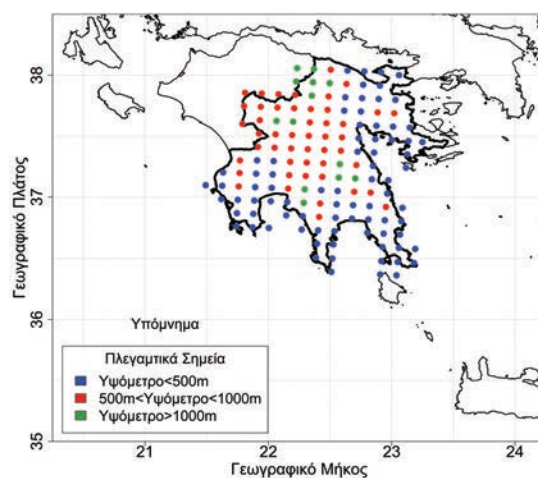 38
37
36
35
Γεωγραφικό Πλάτος
Υπόμνημα
Πλεγαμτικά Σημεία
Υψόμετρο<500m
500m<Υψόμετρο<1000m
Υψόμετρο>1000m
21 22 23 24
Γεωγραφικό Μήκος